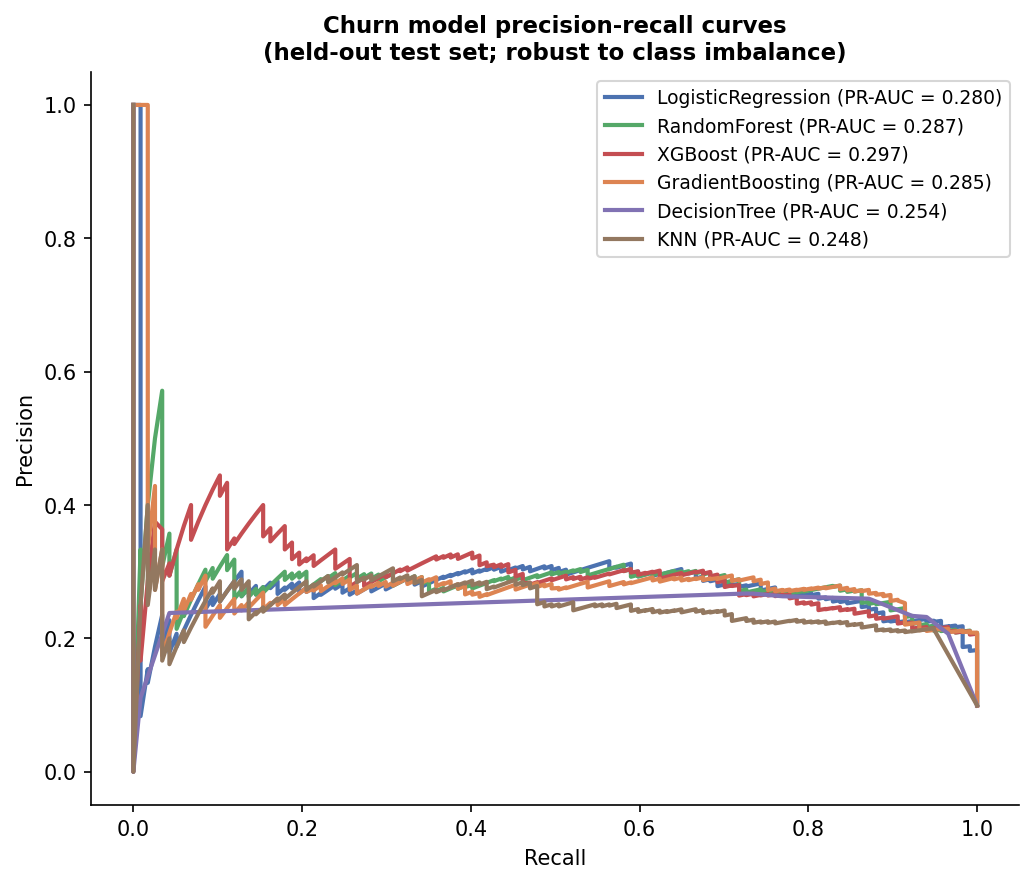 Churn model precision-recall curves
(held-out test set; robust to class imbalance)
LogisticRegression (PR-AUC = 0.280)
RandomForest (PR-AUC = 0.287)
XGBoost (PR-AUC = 0.297)
GradientBoosting (PR-AUC = 0.285)
DecisionTree (PR-AUC = 0.254)
KNN (PR-AUC = 0.248)
Precision
1.0
0.8
0.6
0.4
0.2
0.0
0.0 0.2 0.4 0.6 0.8 1.0
Recall